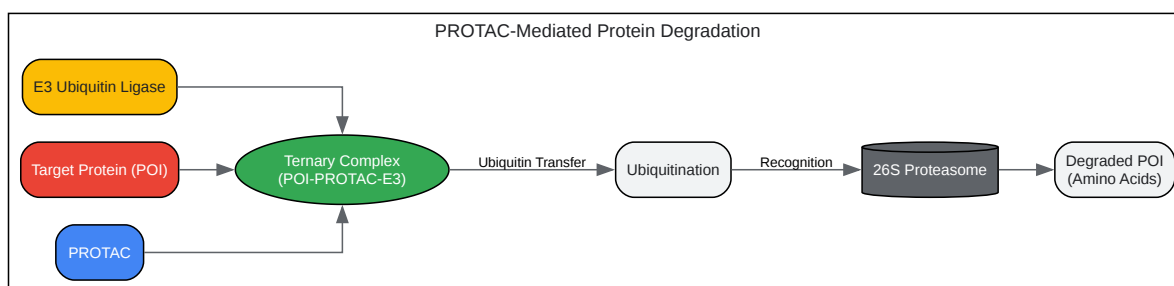 PROTAC-Mediated Protein Degradation
E3 Ubiquitin Ligase
Target Protein (POI)
PROTAC
Ternary Complex
(POI-PROTAC-E3)
Ubiquitin Transfer
Ubiquitination
Recognition
26S Proteasome
Degraded POI
(Amino Acids)